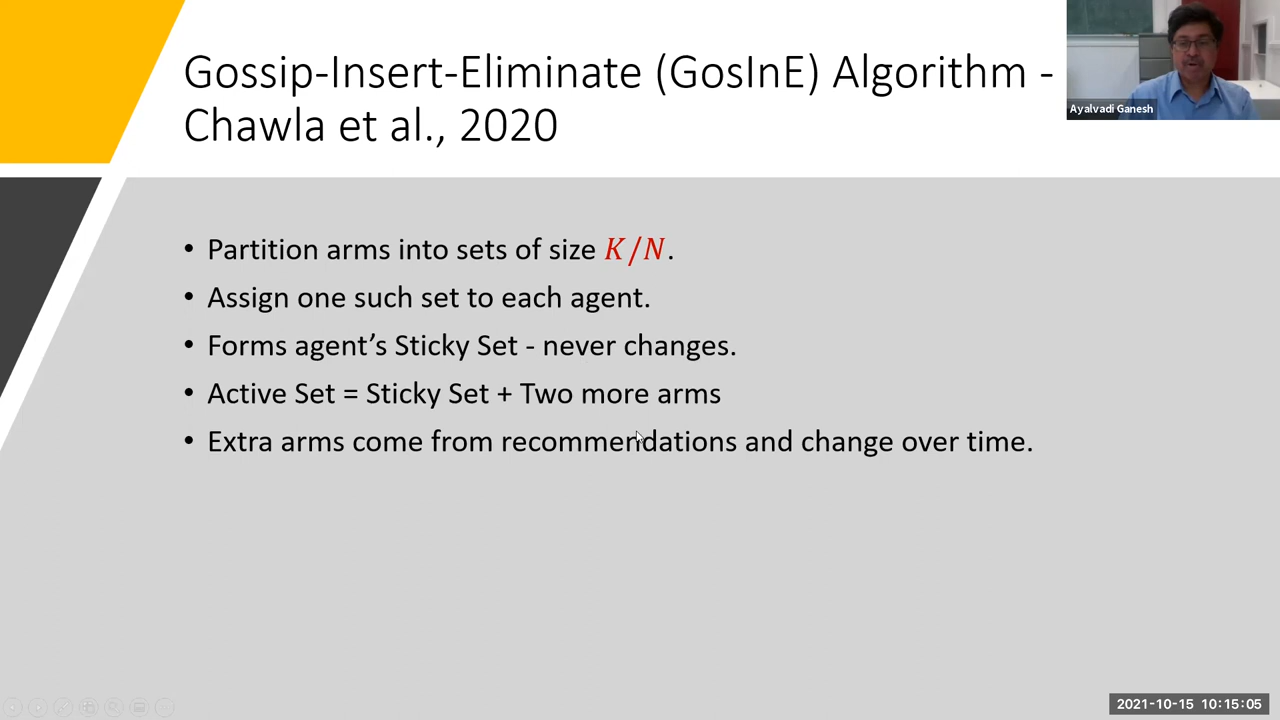 Gossip-Insert-Eliminate (GosInE) Algorithm -
Chawla et al., 2020
Ayalvadi Ganesh
• Partition arms into sets of size K/N.
• Assign one such set to each agent.
• Forms agent’s Sticky Set - never changes.
• Active Set = Sticky Set + Two more arms
• Extra arms come from recommendations and change over time.
2021-10-15 10:15:05